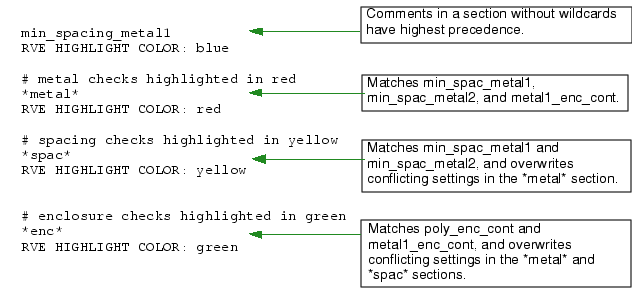 min_spacing_metal1
RVE HIGHLIGHT COLOR: blue
Comments in a section without wildcards
have highest precedence.
# metal checks highlighted in red
*metal*
RVE HIGHLIGHT COLOR: red
Matches min_spac_metal1,
min_spac_metal2, and metal1_enc_cont.
# spacing checks highlighted in yellow
*spac*
RVE HIGHLIGHT COLOR: yellow
Matches min_spac_metal1 and
min_spac_metal2, and overwrites
conflicting settings in the *metal* section.
# enclosure checks highlighted in green
*enc*
RVE HIGHLIGHT COLOR: green
Matches poly_enc_cont and
metal1_enc_cont, and overwrites
conflicting settings in the *metal* and
*spac* sections.